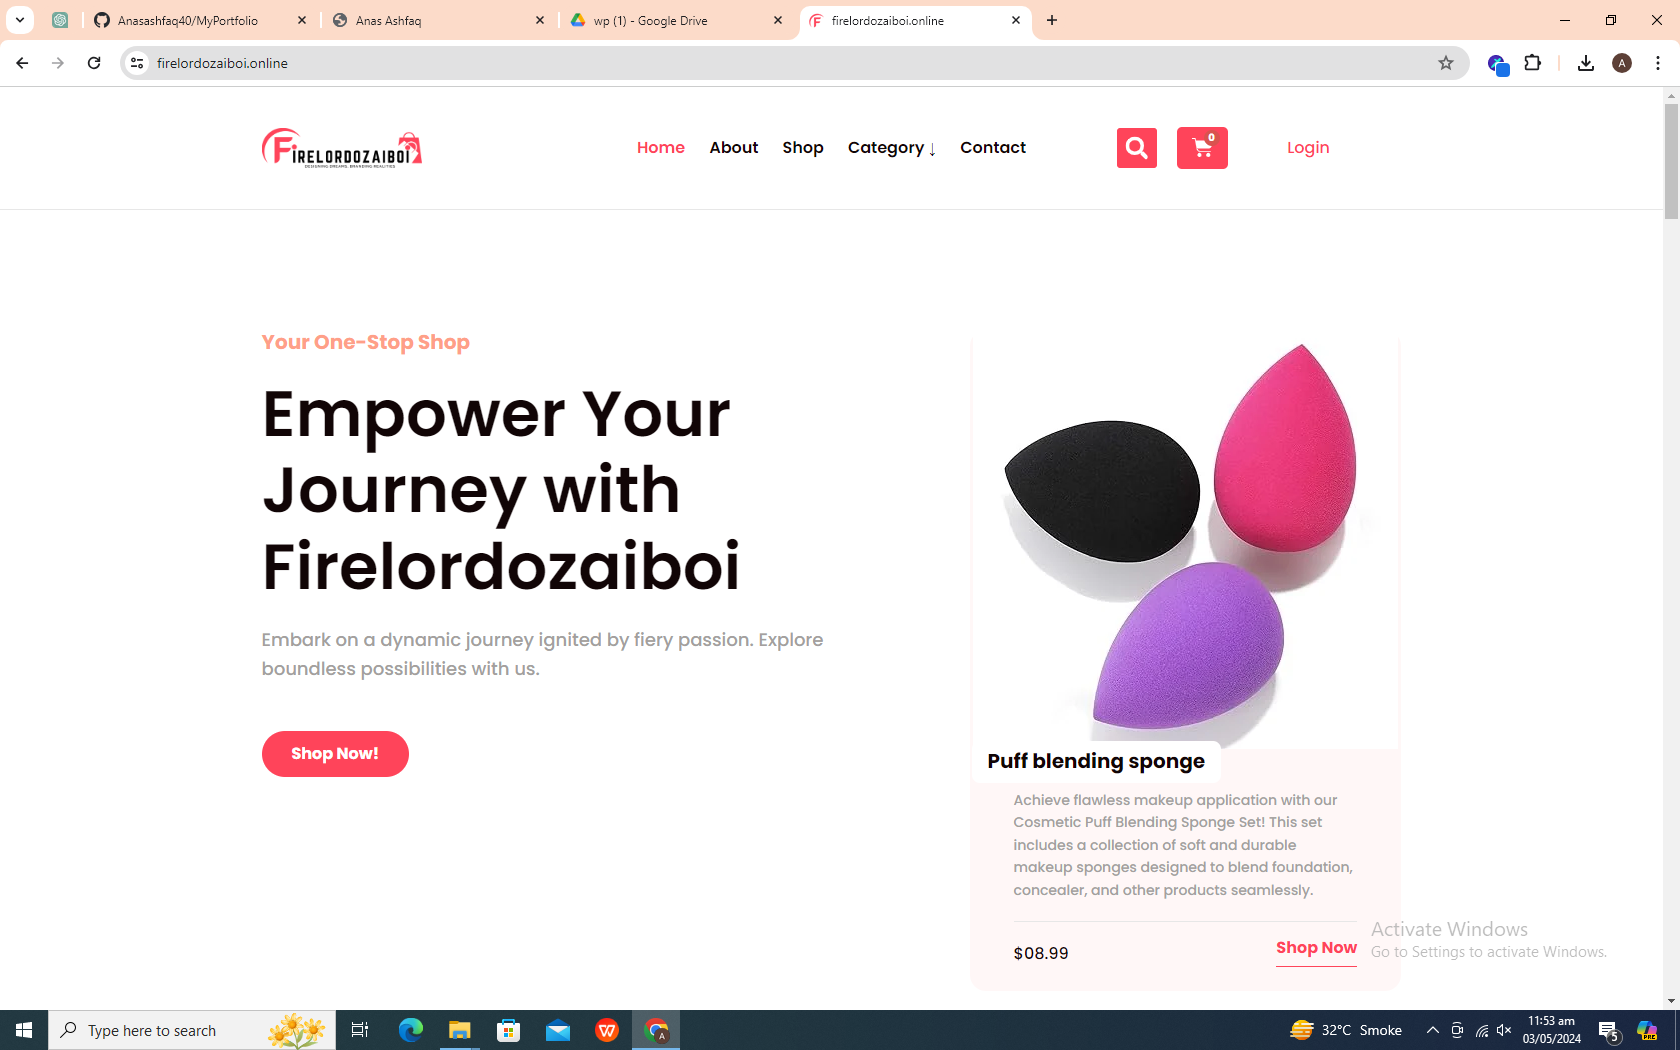 Anasashfaq40/MyPortfolio
Anas Ashfaq
wp (1) - Google Drive
firelordozaiboi.online
firelordozaiboi.online
A
FIRELORDOZAIBOI
DESIGNING DREAMS, BRANDING REALITIES
Home
About
Shop
Category ↓
Contact
0
Login
Your One-Stop Shop
Empower Your
Journey with
Firelordozaiboi
Embark on a dynamic journey ignited by fiery passion. Explore
boundless possibilities with us.
Shop Now!
Puff blending sponge
Achieve flawless makeup application with our
Cosmetic Puff Blending Sponge Set! This set
includes a collection of soft and durable
makeup sponges designed to blend foundation,
concealer, and other products seamlessly.
$08.99
Shop Now
Activate Windows
Go to Settings to activate Windows.
Type here to search
W
A
32°C Smoke
11:53 am
03/05/2024
5
PRE